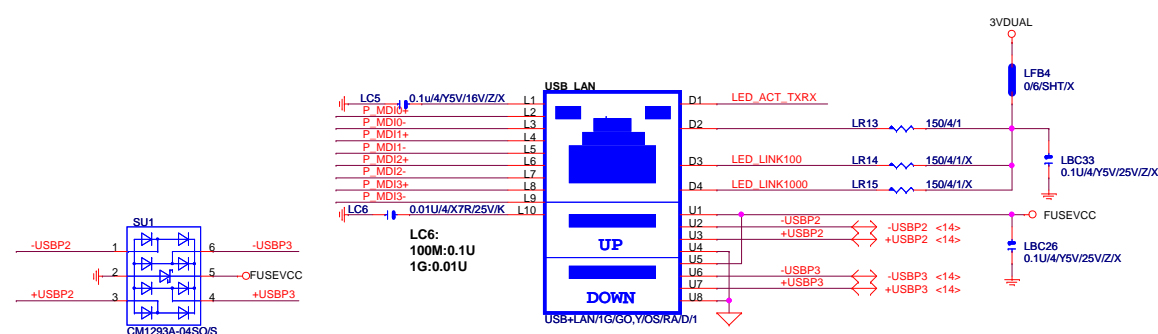 3VDUAL
LFB4
0/6/SHT/X
USB_LAN
LC5 0.1u/4/Y5V/16V/Z/X L1 D1 LED_ACT_TXRX
P_MDI0+ L2
P_MDI0- L3 D2 LR13 150/4/1
P_MDI1+ L4
P_MDI1- L5
P_MDI2+ L6 D3 LED_LINK100 LR14 150/4/1/X
LBC33
0.1U/4/Y5V/25V/Z/X
P_MDI2- L7
P_MDI3+ L8 D4 LED_LINK1000 LR15 150/4/1/X
P_MDI3- L9
LC6 0.01U/4/X7R/25V/K L10 U1 FUSEVCC
U2 -USBP2 -USBP2 <14>
LC6:
100M:0.1U
1G:0.01U
UP
U3 +USBP2 +USBP2 <14>
U4
U5
LBC26
0.1U/4/Y5V/25V/Z/X
U6 -USBP3 -USBP3 <14>
U7 +USBP3 +USBP3 <14>
DOWN
U8
USB+LAN/1G/GO,Y/OS/RA/D/1
SU1
-USBP2 1 6 -USBP3
2 5 FUSEVCC
+USBP2 3 4 +USBP3
CM1293A-04SO/S